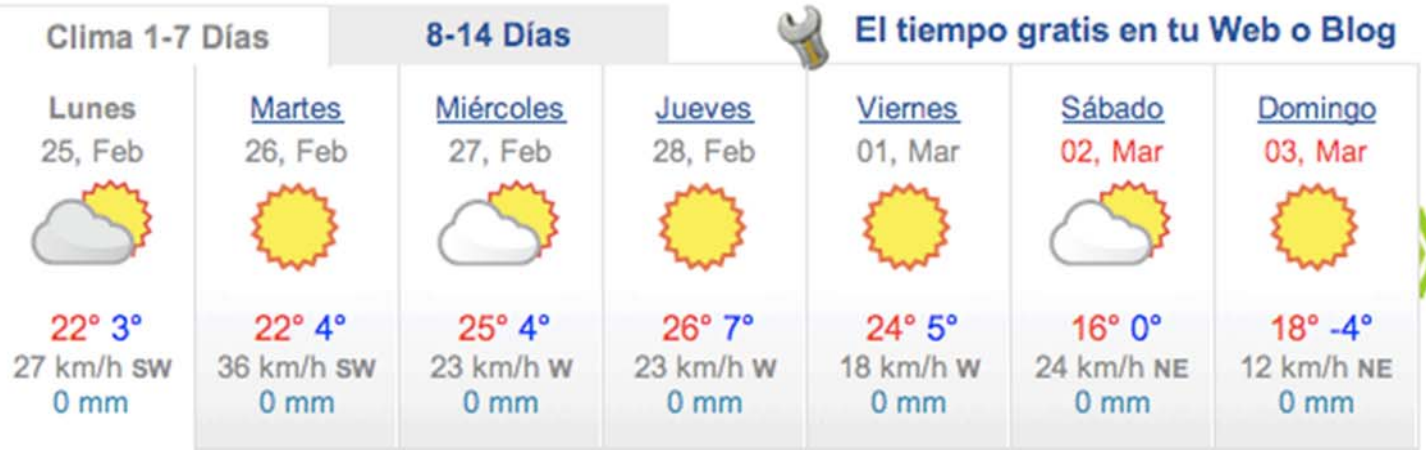 Clima 1-7 Días 8-14 Días El tiempo gratis en tu Web o Blog
Lunes Martes Miércoles Jueves Viernes Sábado Domingo
25, Feb 26, Feb 27, Feb 28, Feb 01, Mar 02, Mar 03, Mar
22° 3° 22° 4° 25° 4° 26° 7° 24° 5° 16° 0° 18° -4°
27 km/h SW 36 km/h SW 23 km/h W 23 km/h W 18 km/h W 24 km/h NE 12 km/h NE
0 mm 0 mm 0 mm 0 mm 0 mm 0 mm 0 mm